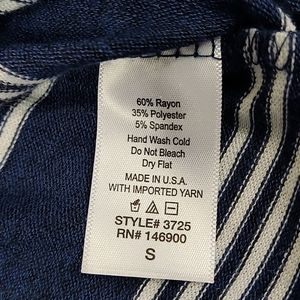 60% Rayon
35% Polyester
5% Spandex
Hand Wash Cold
Do Not Bleach
Dry Flat
MADE IN U.S.A.
WITH IMPORTED YARN
STYLE# 3725
RN# 146900
S